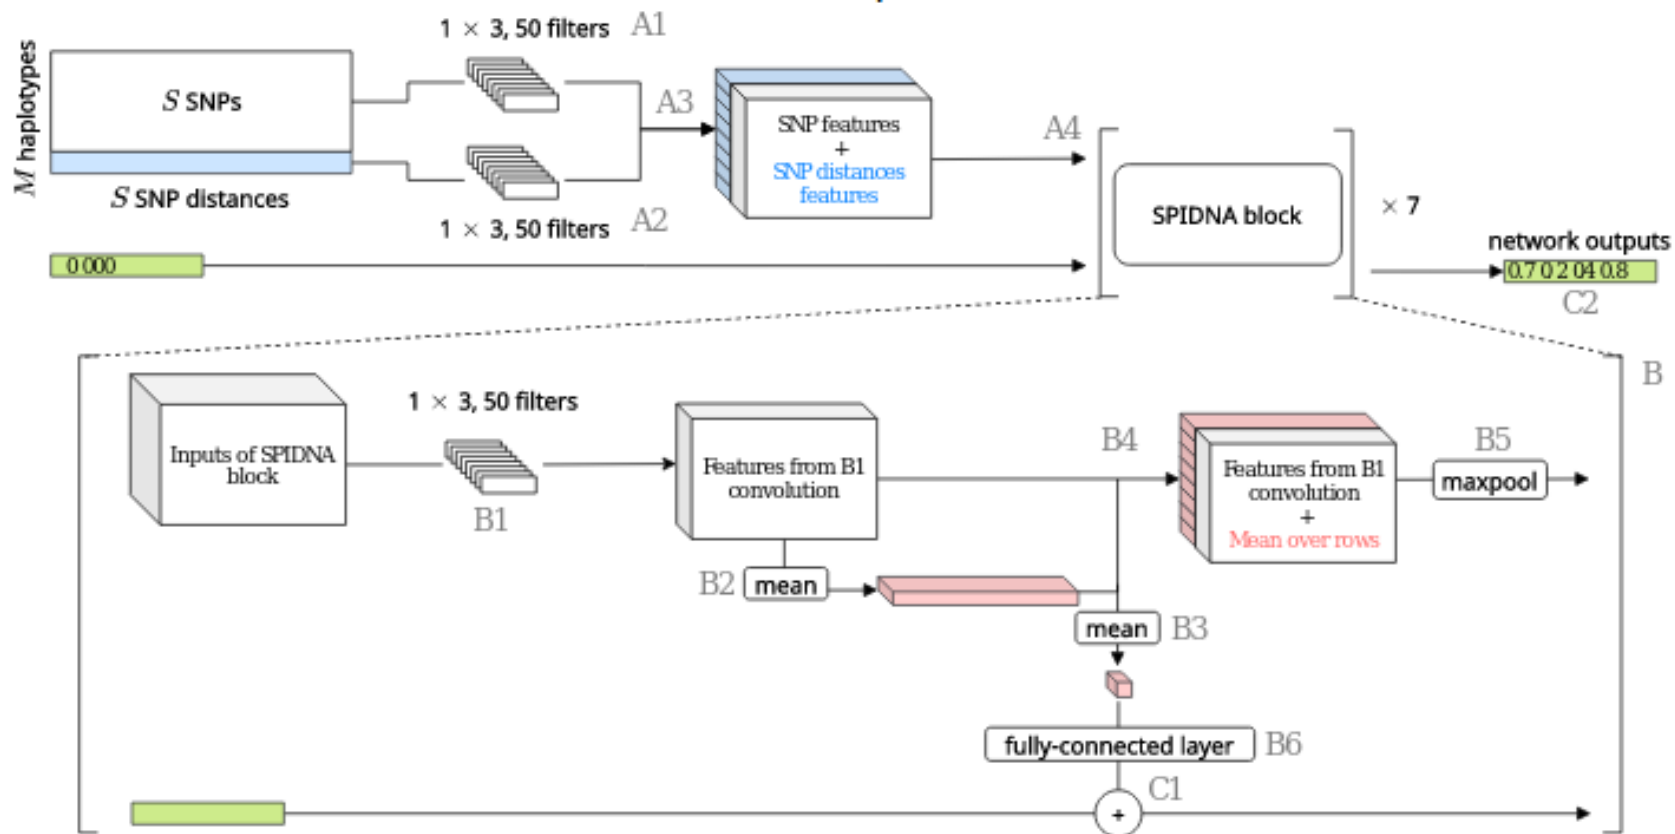 1 × 3, 50 filters A1
M haplotypes
S SNPs
A3
SNP features
+
SNP distances
features
A4
S SNP distances
1 × 3, 50 filters A2
SPIDNA block
× 7
0 000
network outputs
0.7 0 2 04 0.8
C2
B
1 × 3, 50 filters
Inputs of SPIDNA
block
B1
Features from B1
convolution
B4
Features from B1
convolution
+
Mean over rows
B5
maxpool
B2 mean
mean B3
fully-connected layer B6
C1
+